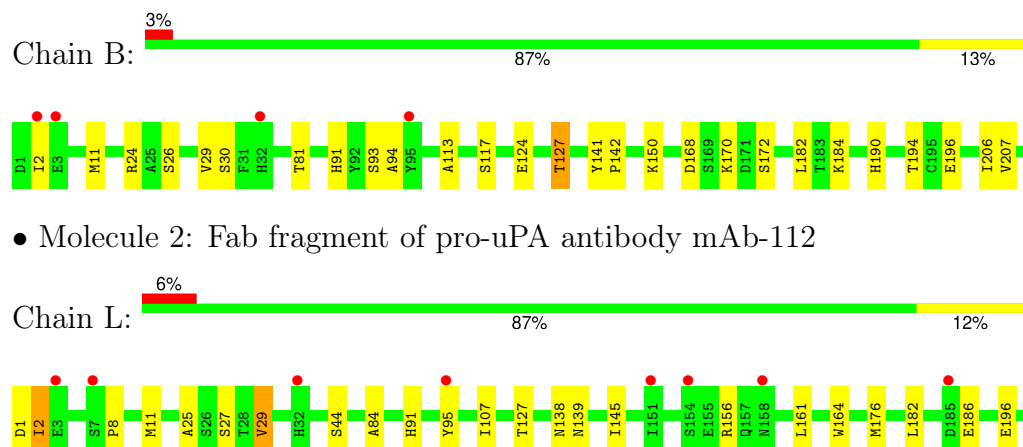 3%
Chain B:
87% 13%
D1 I2 E3 M11 R24 A25 S26 V29 S30 F31 H32 T81 H91 Y92 S93 A94 Y95 A113 S117 E124 T127 Y141 P142 K150 D168 S169 K170 D171 S172 L182 T183 K184 H190 T194 C195 E196 I206 V207
• Molecule 2: Fab fragment of pro-uPA antibody mAb-112
6%
Chain L:
87% 12%
D1 I2 E3 S7 P8 M11 A25 S26 S27 T28 V29 H32 S44 A84 H91 Y95 I107 T127 N138 N139 I145 I151 S154 E155 R156 Q157 N158 L161 W164 M176 L182 D185 E186 E196